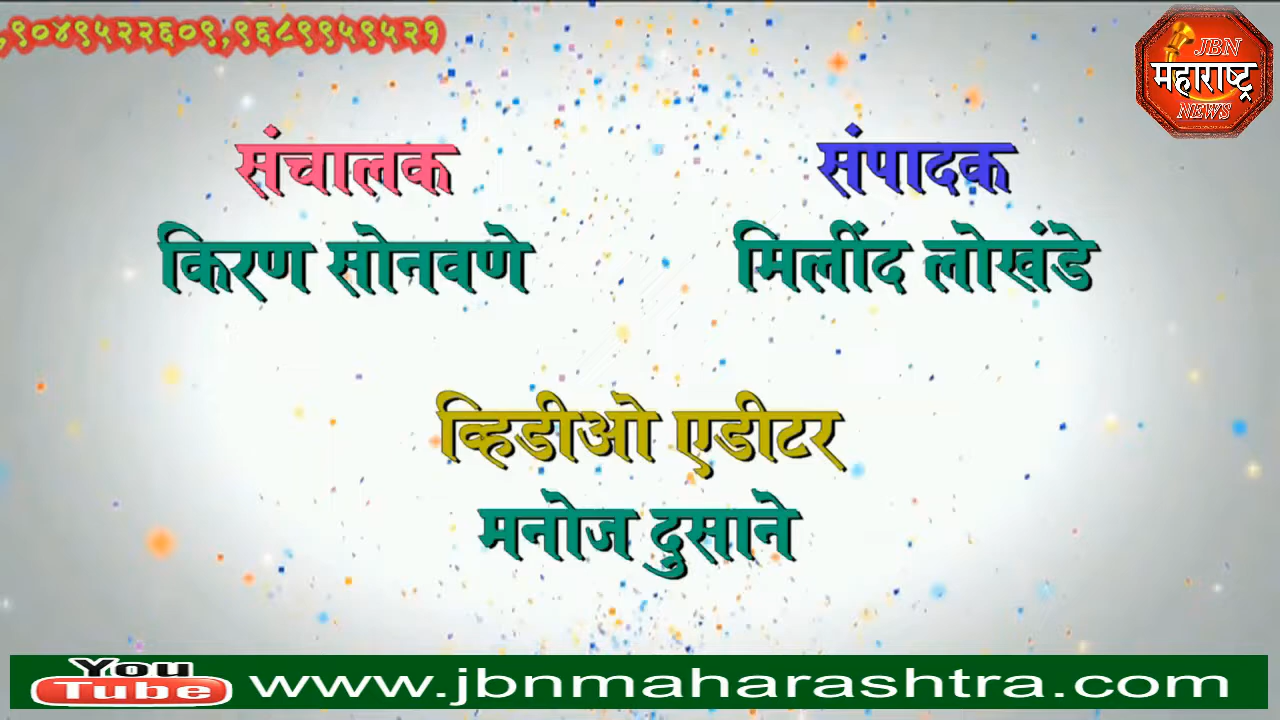 ,९०४९५२२६०९,९६८९९५९५२१
JBN
महाराष्ट्र
NEWS
संचालक
संपादक
किरण सोनवणे
मिलींद लोखंडे
व्हिडीओ एडीटर
मनोज दुसाने
You
Tube
www.jbnmaharashtra.com